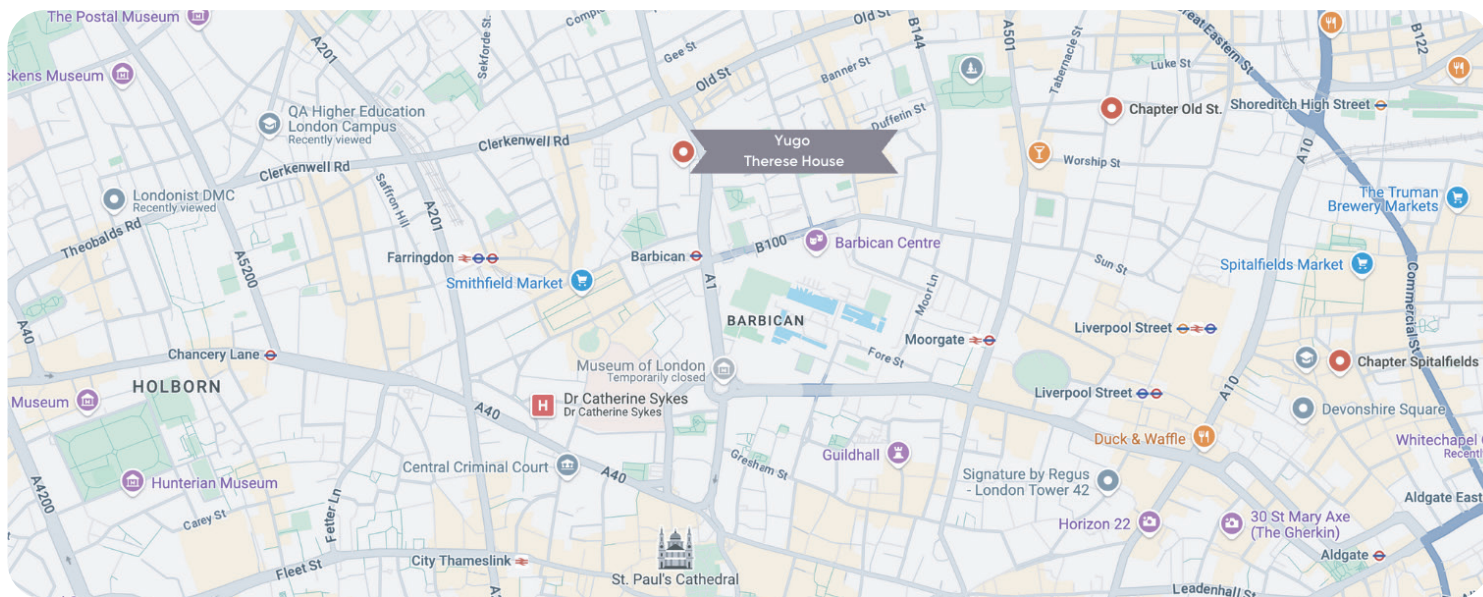 The Postal Museum
ckens Museum
A201
Sekforde St.
Comp
Gee St
Old St
Old St
B144
A501
Tabernacle St
Great Eastern St
B122
Banner St
Luke St
QA Higher Education
London Campus
Recently viewed
Clerkenwell Rd
Clerkenwell Rd
Dufferin St
Chapter Old St.
Shoreditch High Street
Yugo
Therese House
Worship St
A10
Londonist DMC
Recently viewed
Saffron Hill
A201
The Truman
Brewery Markets
Theobalds Rd
Farringdon
Barbican
B100
Barbican Centre
Sun St
Spitalfields Market
A5200
Smithfield Market
A1
Moor Ln
Commercial St
A40
BARBICAN
Liverpool Street
Moorgate
Chancery Lane
Fore St
Museum of London
Temporarily closed
Chapter Spitalfields
HOLBORN
A10
Museum
H
Dr Catherine Sykes
Dr Catherine Sykes
Liverpool Street
Devonshire Square
A40
Duck & Waffle
Whitechapel
Recently
Guildhall
Gresham St
Central Criminal Court
A40
Signature by Regus
- London Tower 42
Hunterian Museum
A4200
Fetter Ln
Carey St
Aldgate East
Horizon 22
30 St Mary Axe
(The Gherkin)
Aldgate
Fleet St
City Thameslink
St. Paul's Cathedral
Leadenhall St